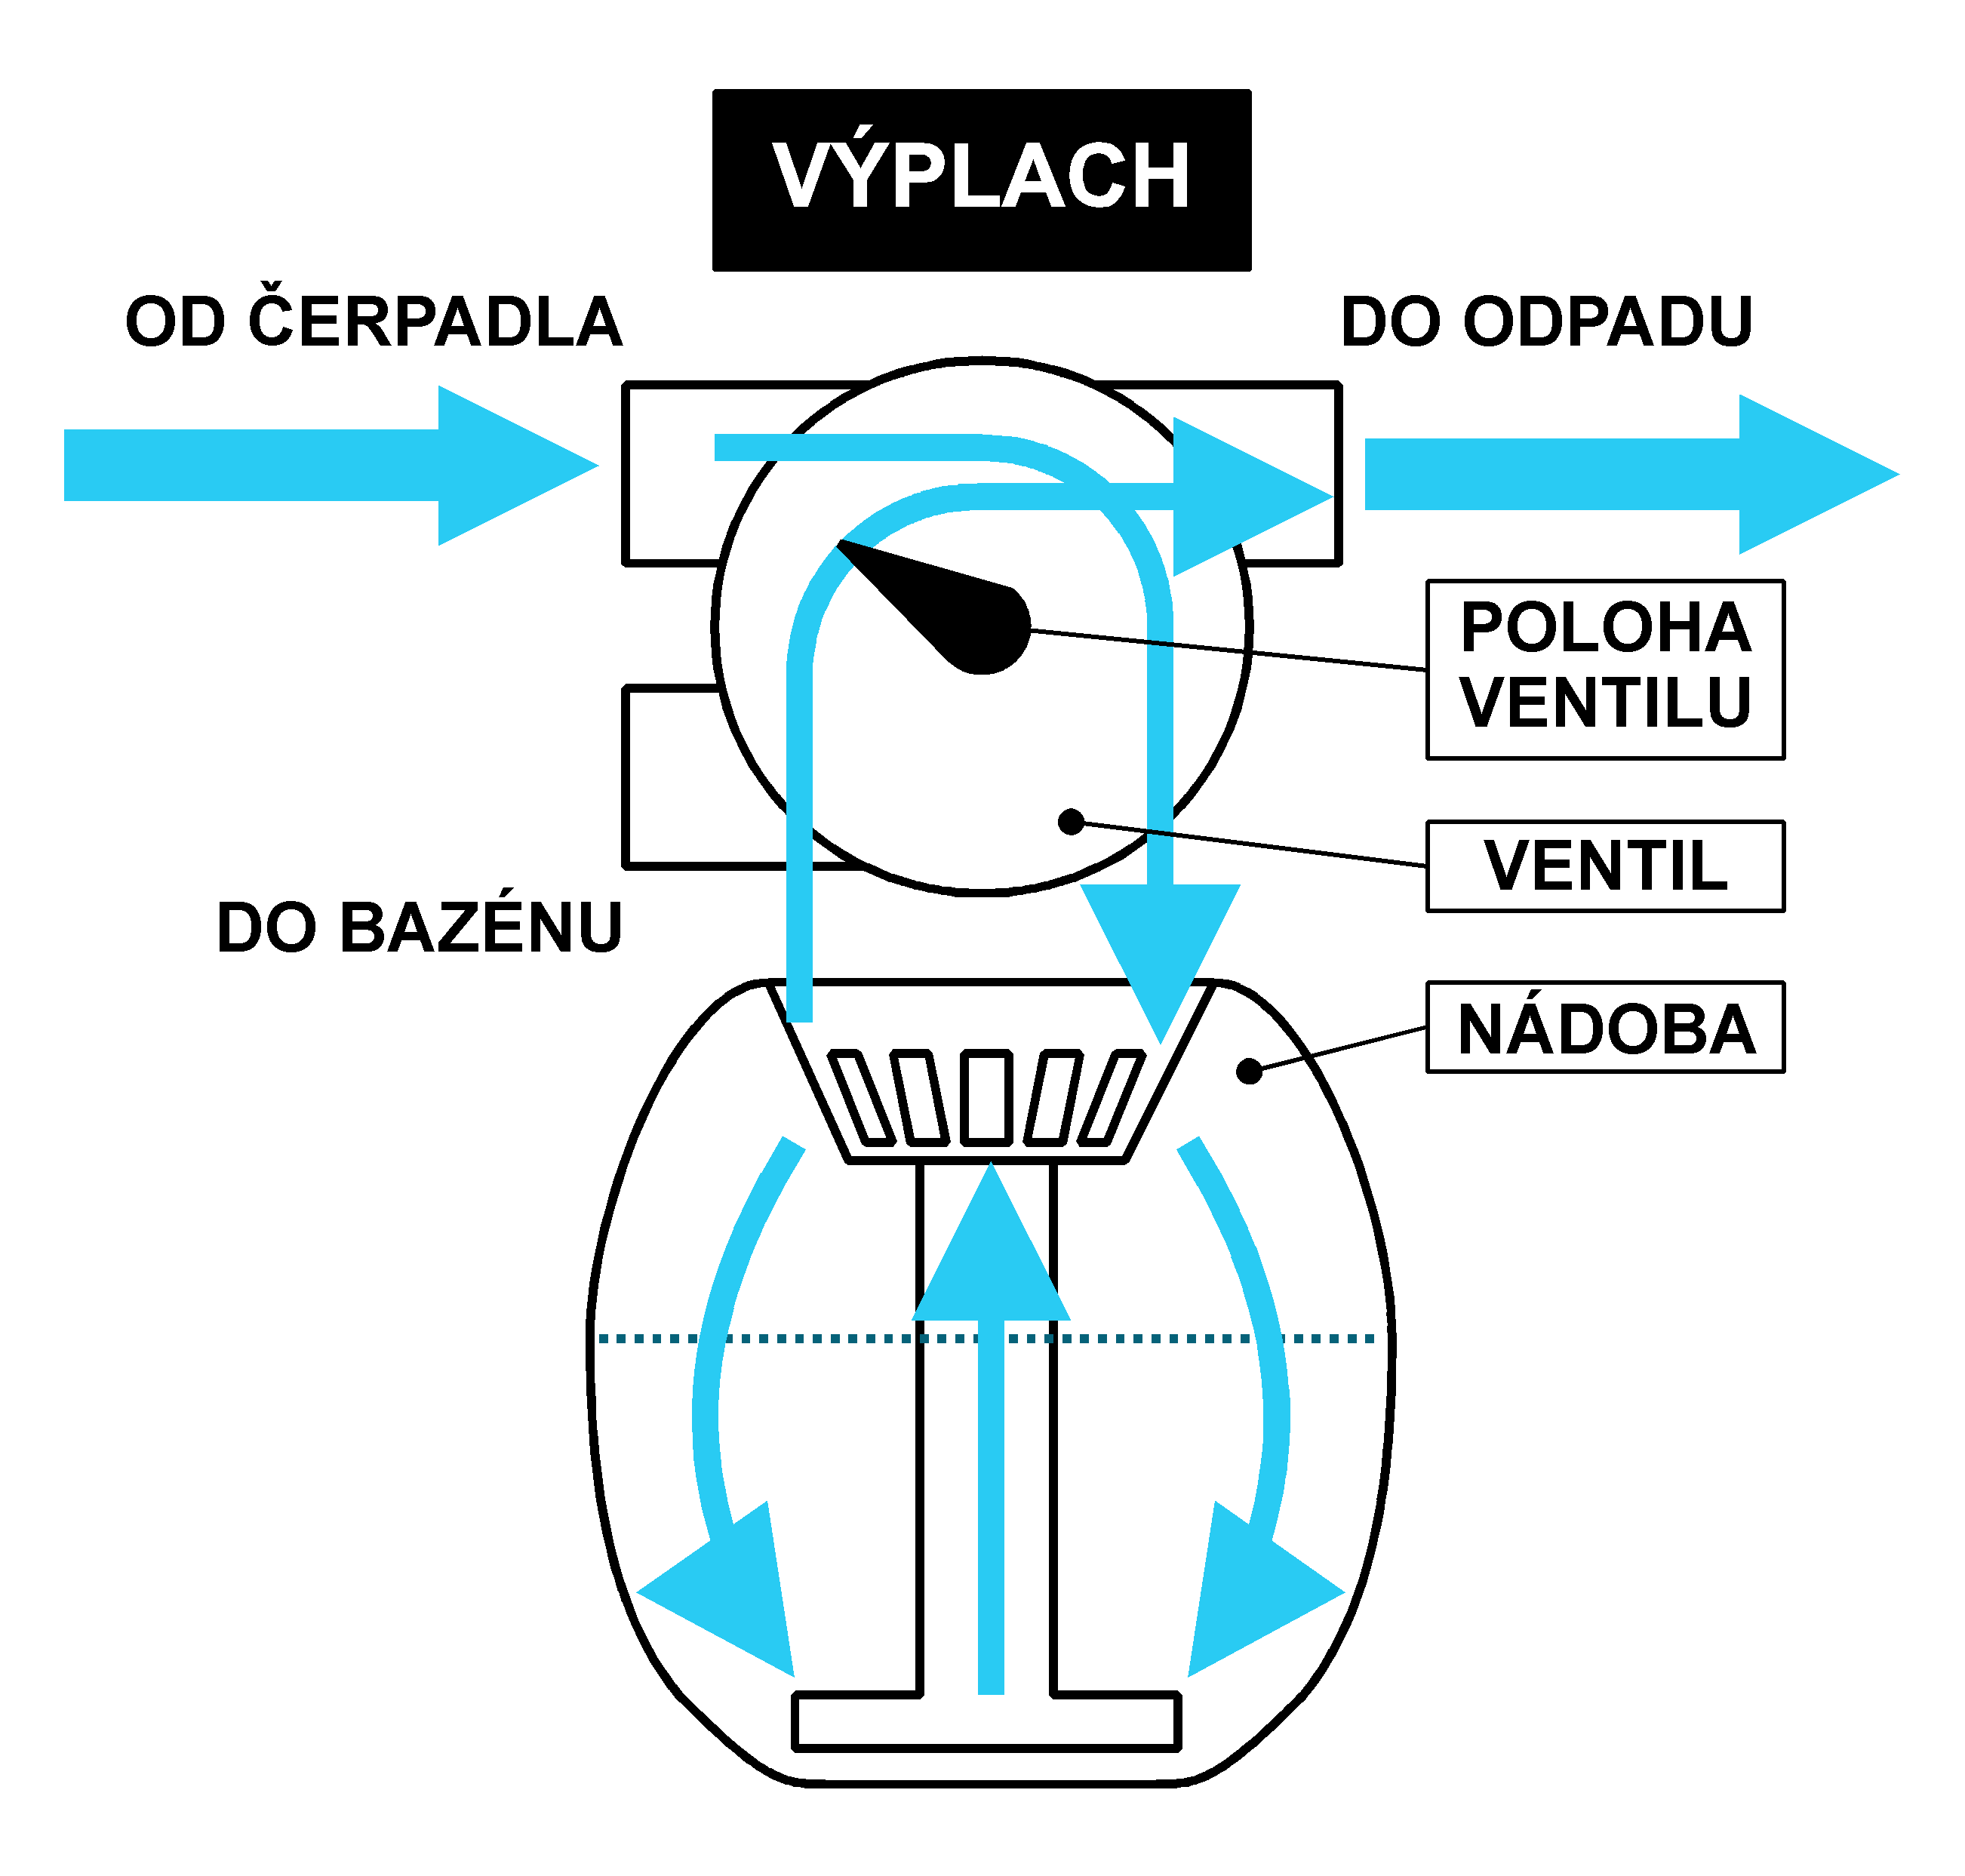 VÝPLACH
OD ČERPADLA
DO ODPADU
POLOHA
VENTILU
VENTIL
DO BAZÉNU
NÁDOBA